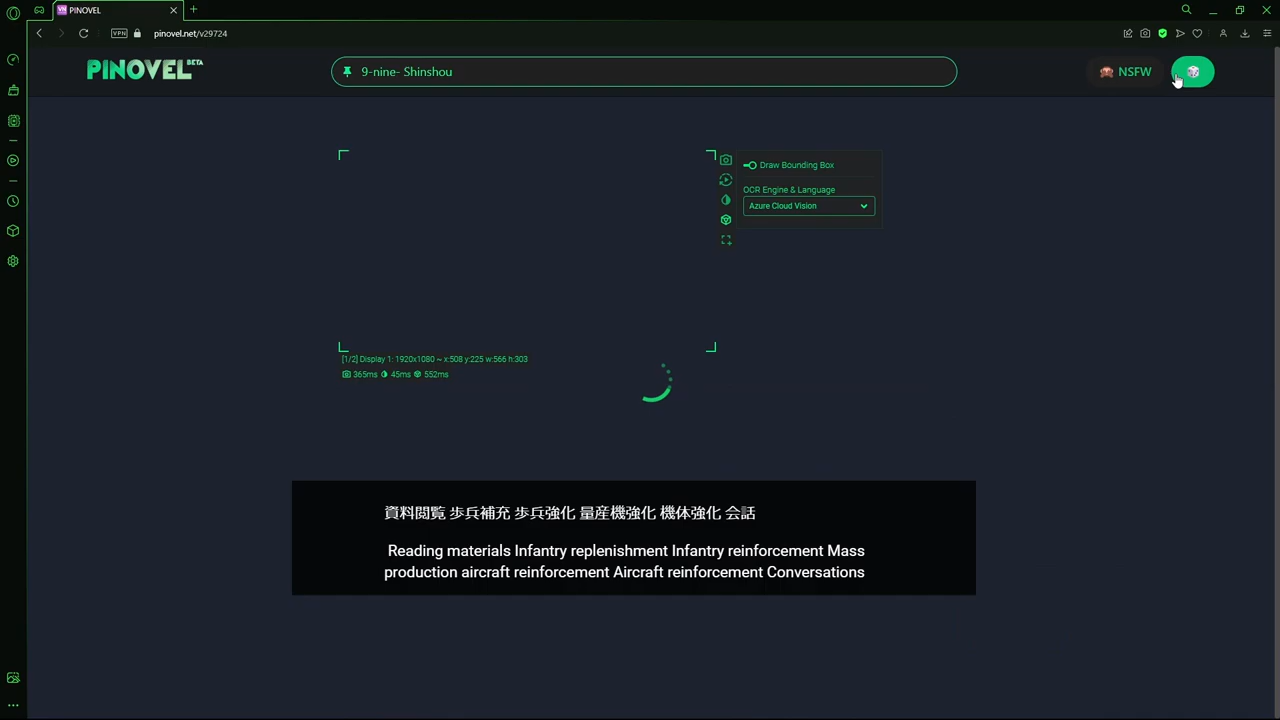 PINOVEL
VPN pinovel.net/v29724
PINOVEL BETA
9-nine- Shinshou
NSFW
Draw Bounding Box
OCR Engine & Language
Azure Cloud Vision
[1/2] Display 1: 1920x1080 ~ x:508 y:225 w:566 h:303
365ms 45ms 552ms
資料閲覧 歩兵補充 歩兵強化 量産機強化 機体強化 会話
Reading materials Infantry replenishment Infantry reinforcement Mass
production aircraft reinforcement Aircraft reinforcement Conversations